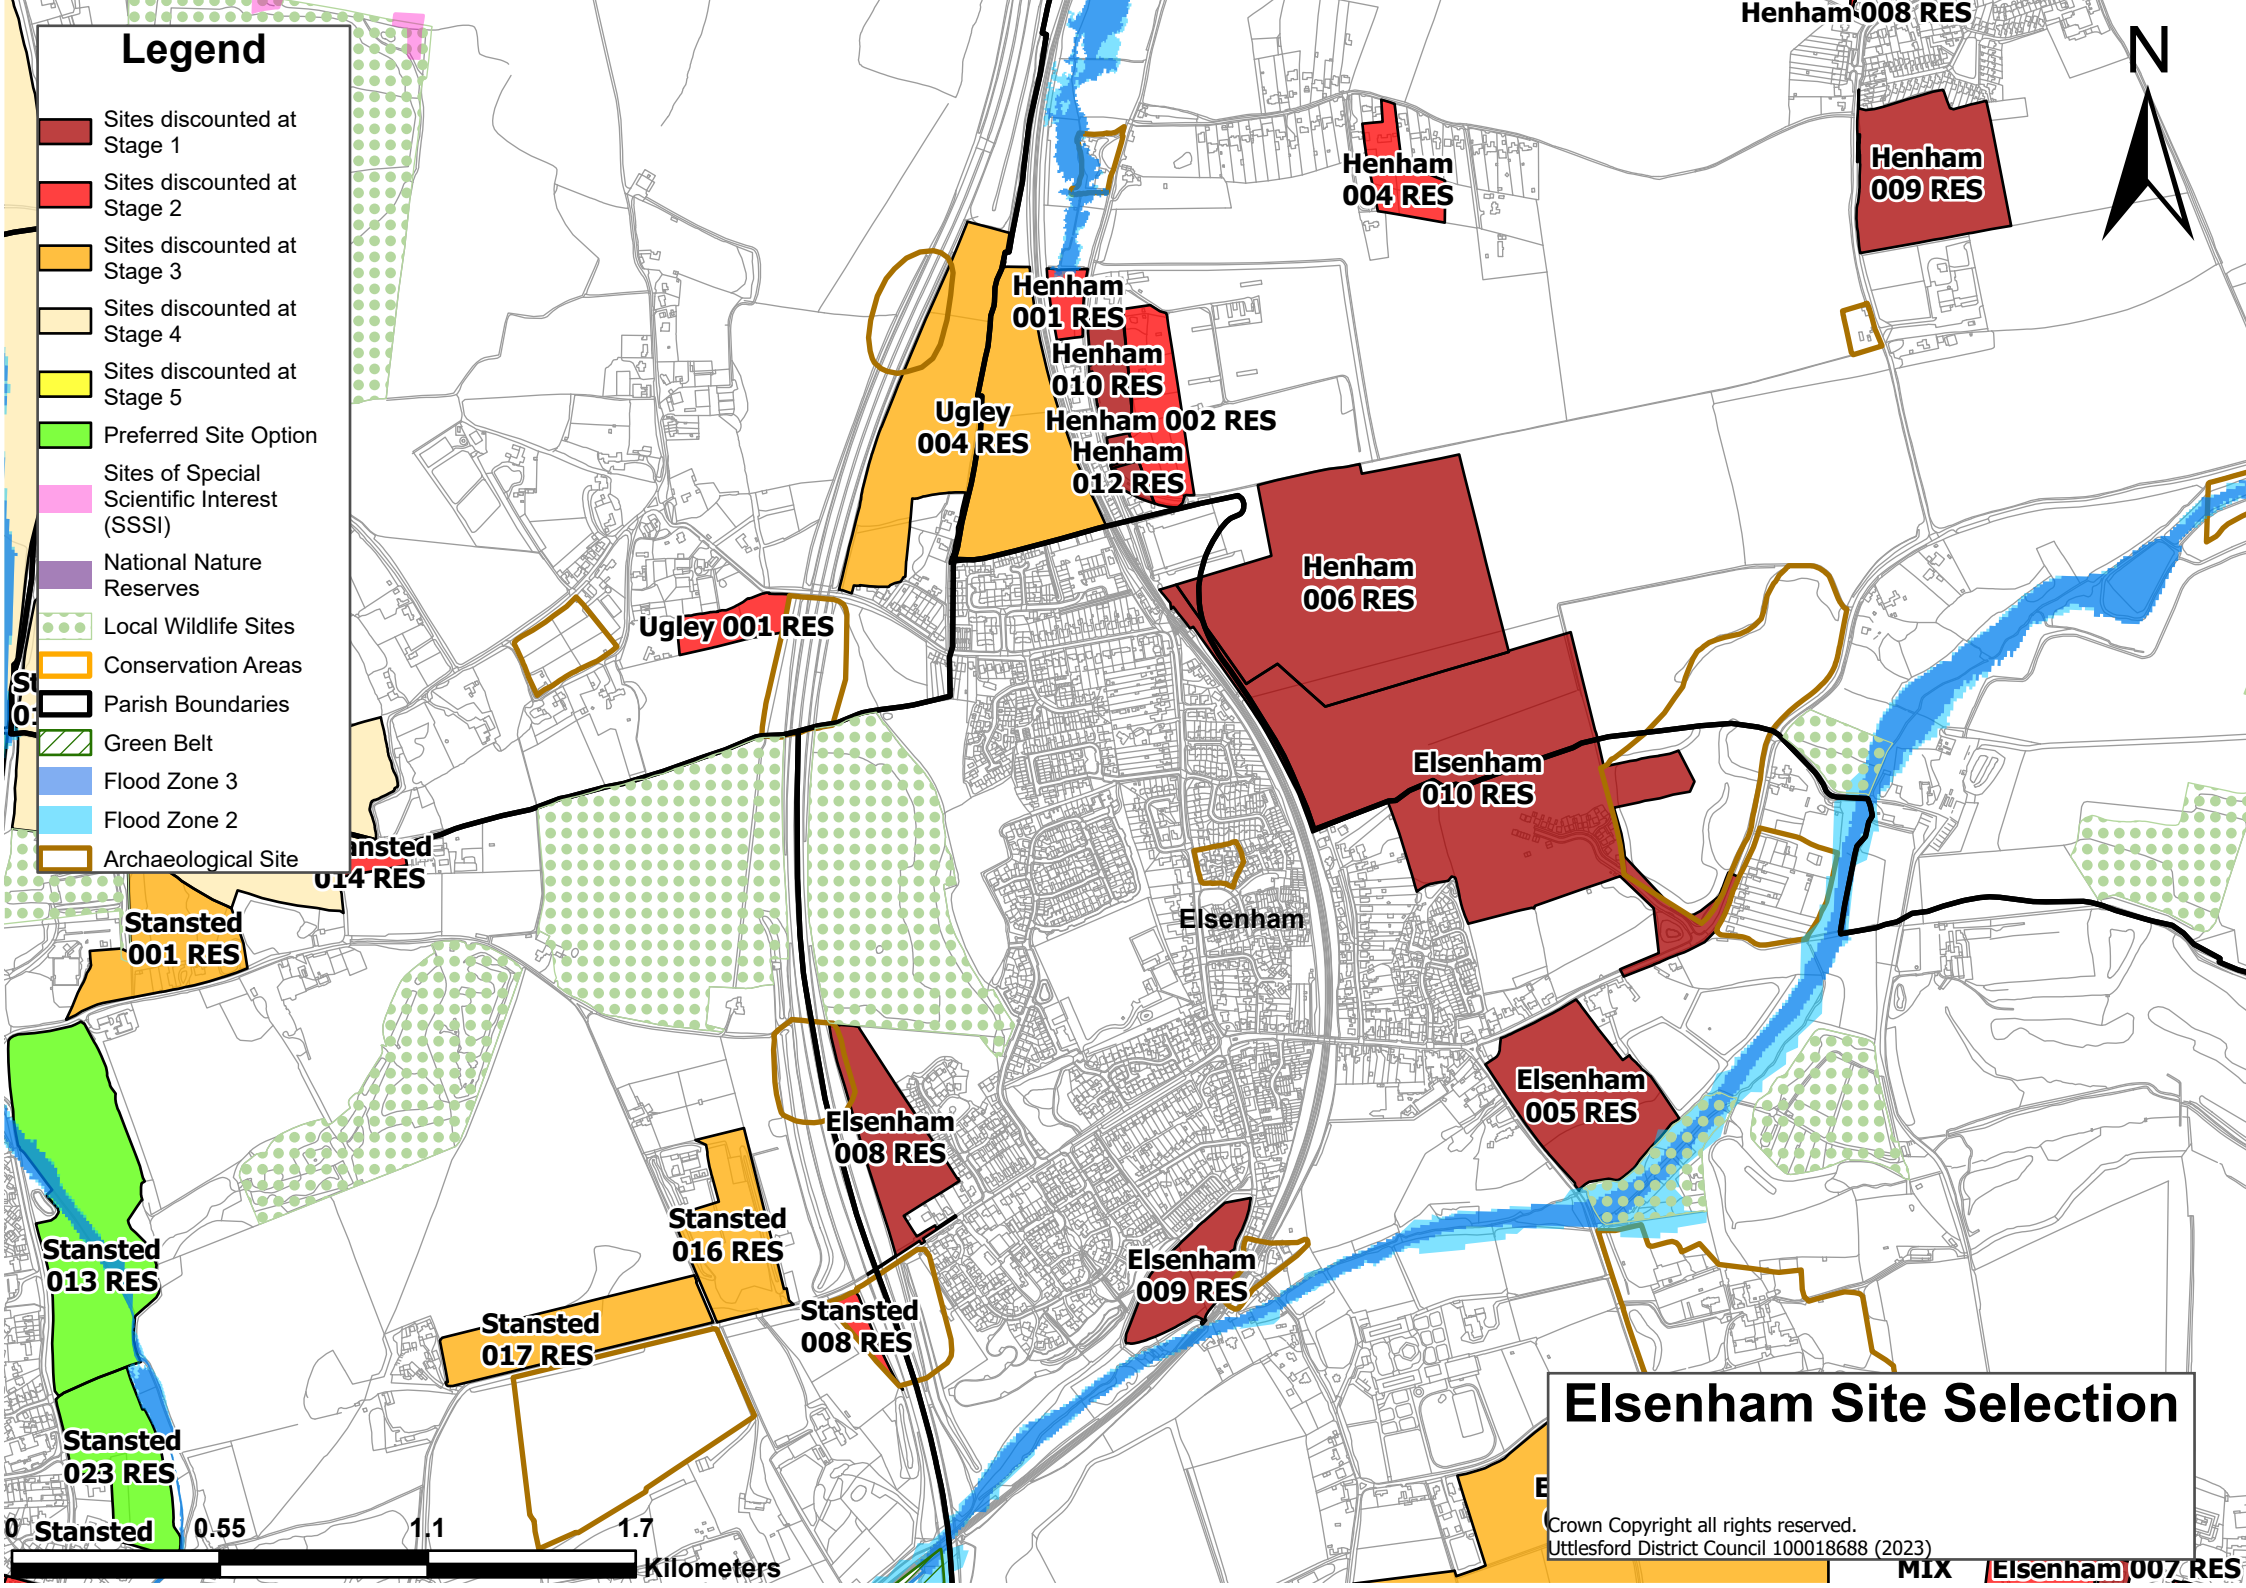 Legend
Sites discounted at
Stage 1
Sites discounted at
Stage 2
Sites discounted at
Stage 3
Sites discounted at
Stage 4
Sites discounted at
Stage 5
Preferred Site Option
Sites of Special
Scientific Interest
(SSSI)
National Nature
Reserves
Local Wildlife Sites
Conservation Areas
Parish Boundaries
Green Belt
Flood Zone 3
Flood Zone 2
Archaeological Site
Henham 008 RES
N
Henham
004 RES
Henham
009 RES
Henham
001 RES
Henham
010 RES
Henham 002 RES
Henham
012 RES
Ugley
004 RES
Henham
006 RES
Ugley 001 RES
Elsenham
010 RES
St
01
ansted
014 RES
Stansted
001 RES
Elsenham
Elsenham
005 RES
Elsenham
008 RES
Stansted
016 RES
Stansted
013 RES
Elsenham
009 RES
Stansted
017 RES
Stansted
008 RES
Stansted
023 RES
Stansted
0 0.55 1.1 1.7
Kilometers
E
Elsenham Site Selection
Crown Copyright all rights reserved.
Uttlesford District Council 100018688 (2023)
MIX
Elsenham 007 RES